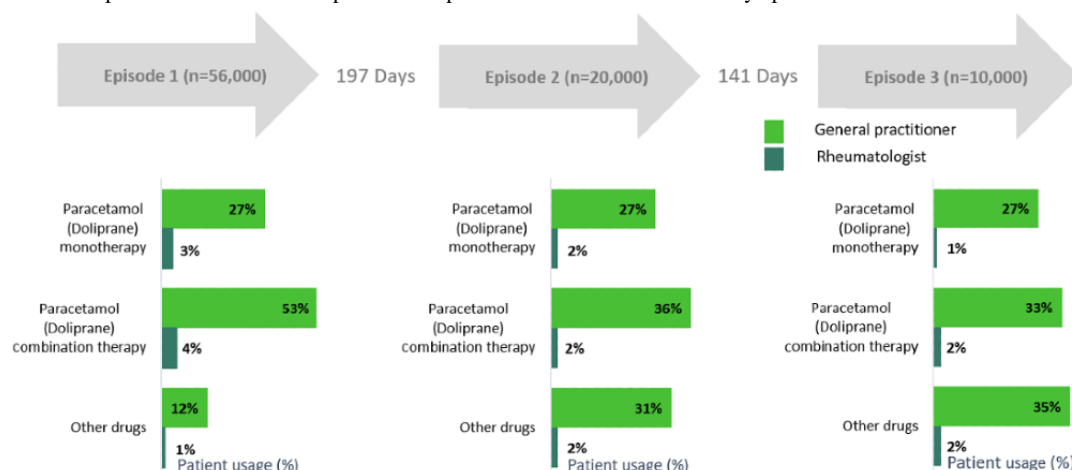 Episode 1 (n=56,000)
197 Days
Episode 2 (n=20,000)
141 Days
Episode 3 (n=10,000)
General practitioner
Rheumatologist
Paracetamol
(Doliprane)
monotherapy
27%
3%
Paracetamol
(Doliprane)
combination therapy
53%
4%
Other drugs
12%
1%
Patient usage (%)
Paracetamol
(Doliprane)
monotherapy
27%
2%
Paracetamol
(Doliprane)
combination therapy
36%
2%
Other drugs
31%
2%
Patient usage (%)
Paracetamol
(Doliprane)
monotherapy
27%
1%
Paracetamol
(Doliprane)
combination therapy
33%
2%
Other drugs
35%
2%
Patient usage (%)